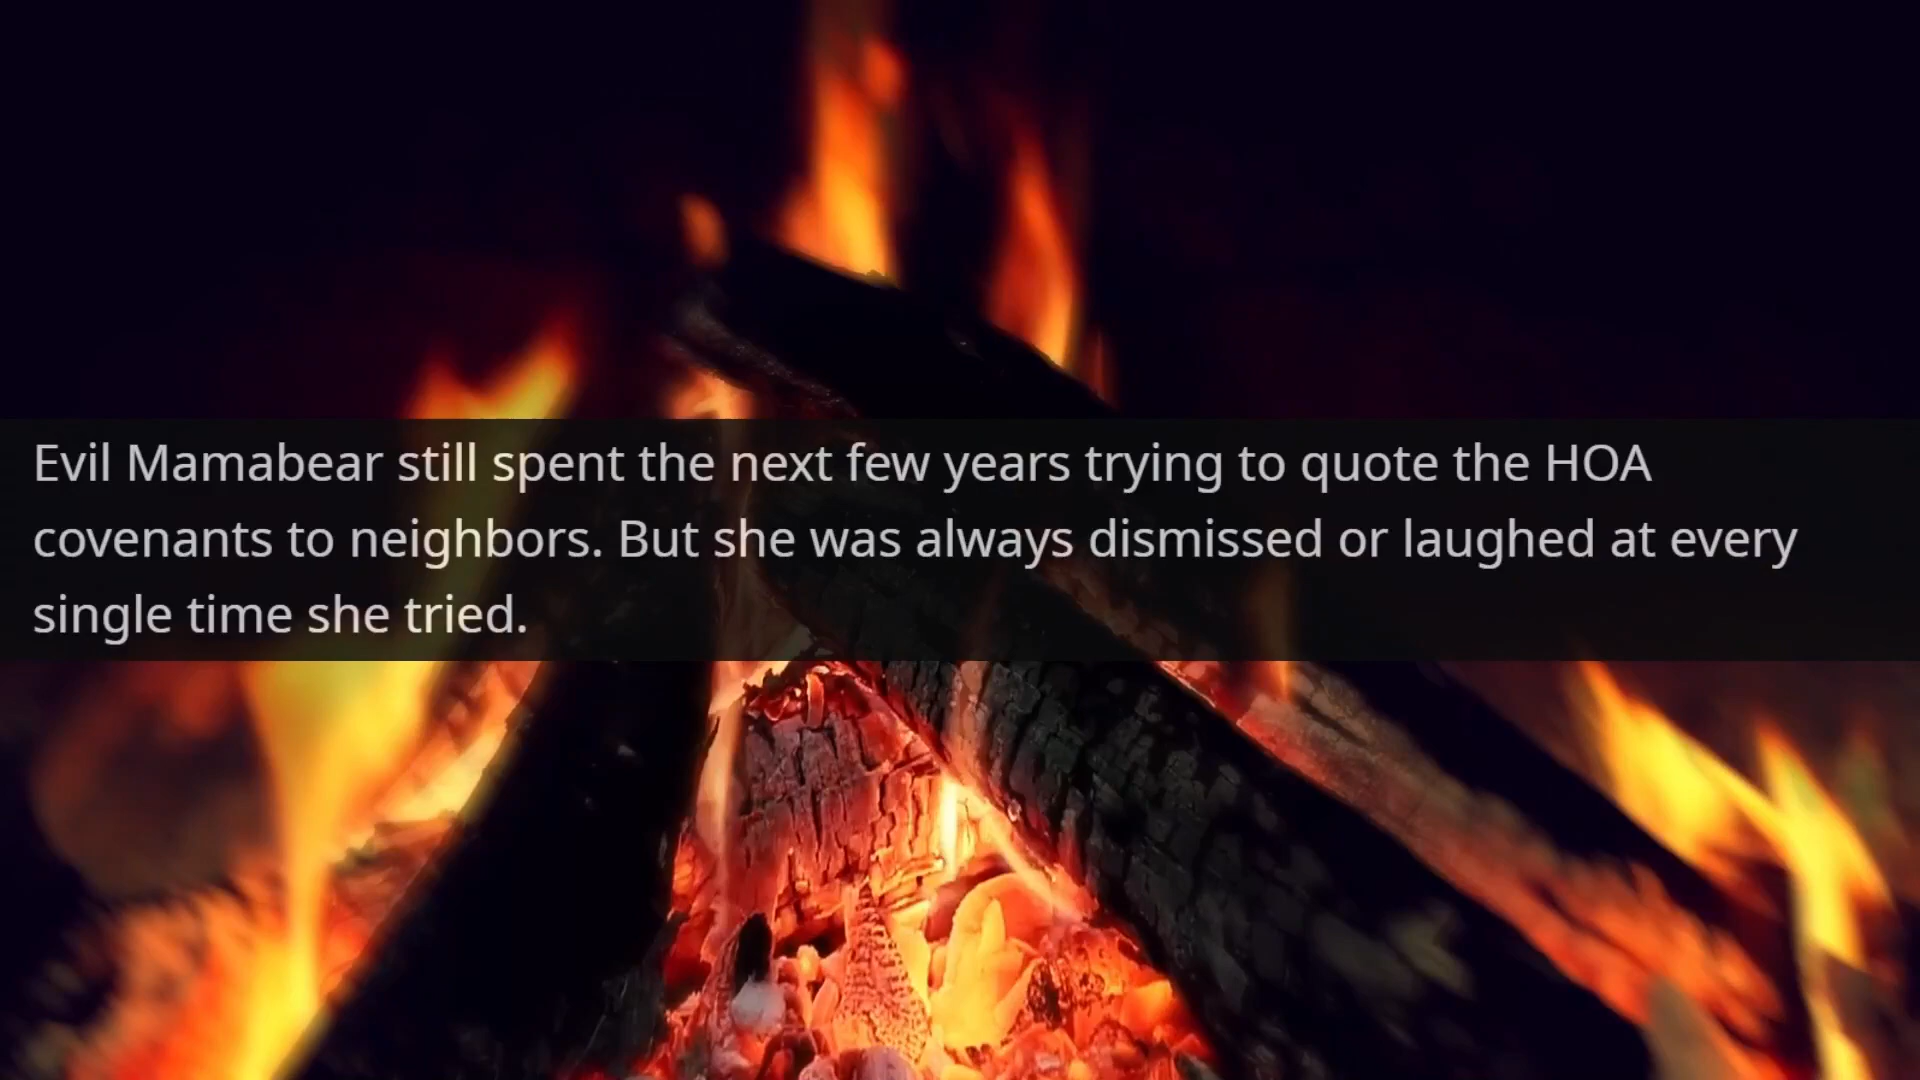 Evil Mamabear still spent the next few years trying to quote the HOA
covenants to neighbors. But she was always dismissed or laughed at every
single time she tried.